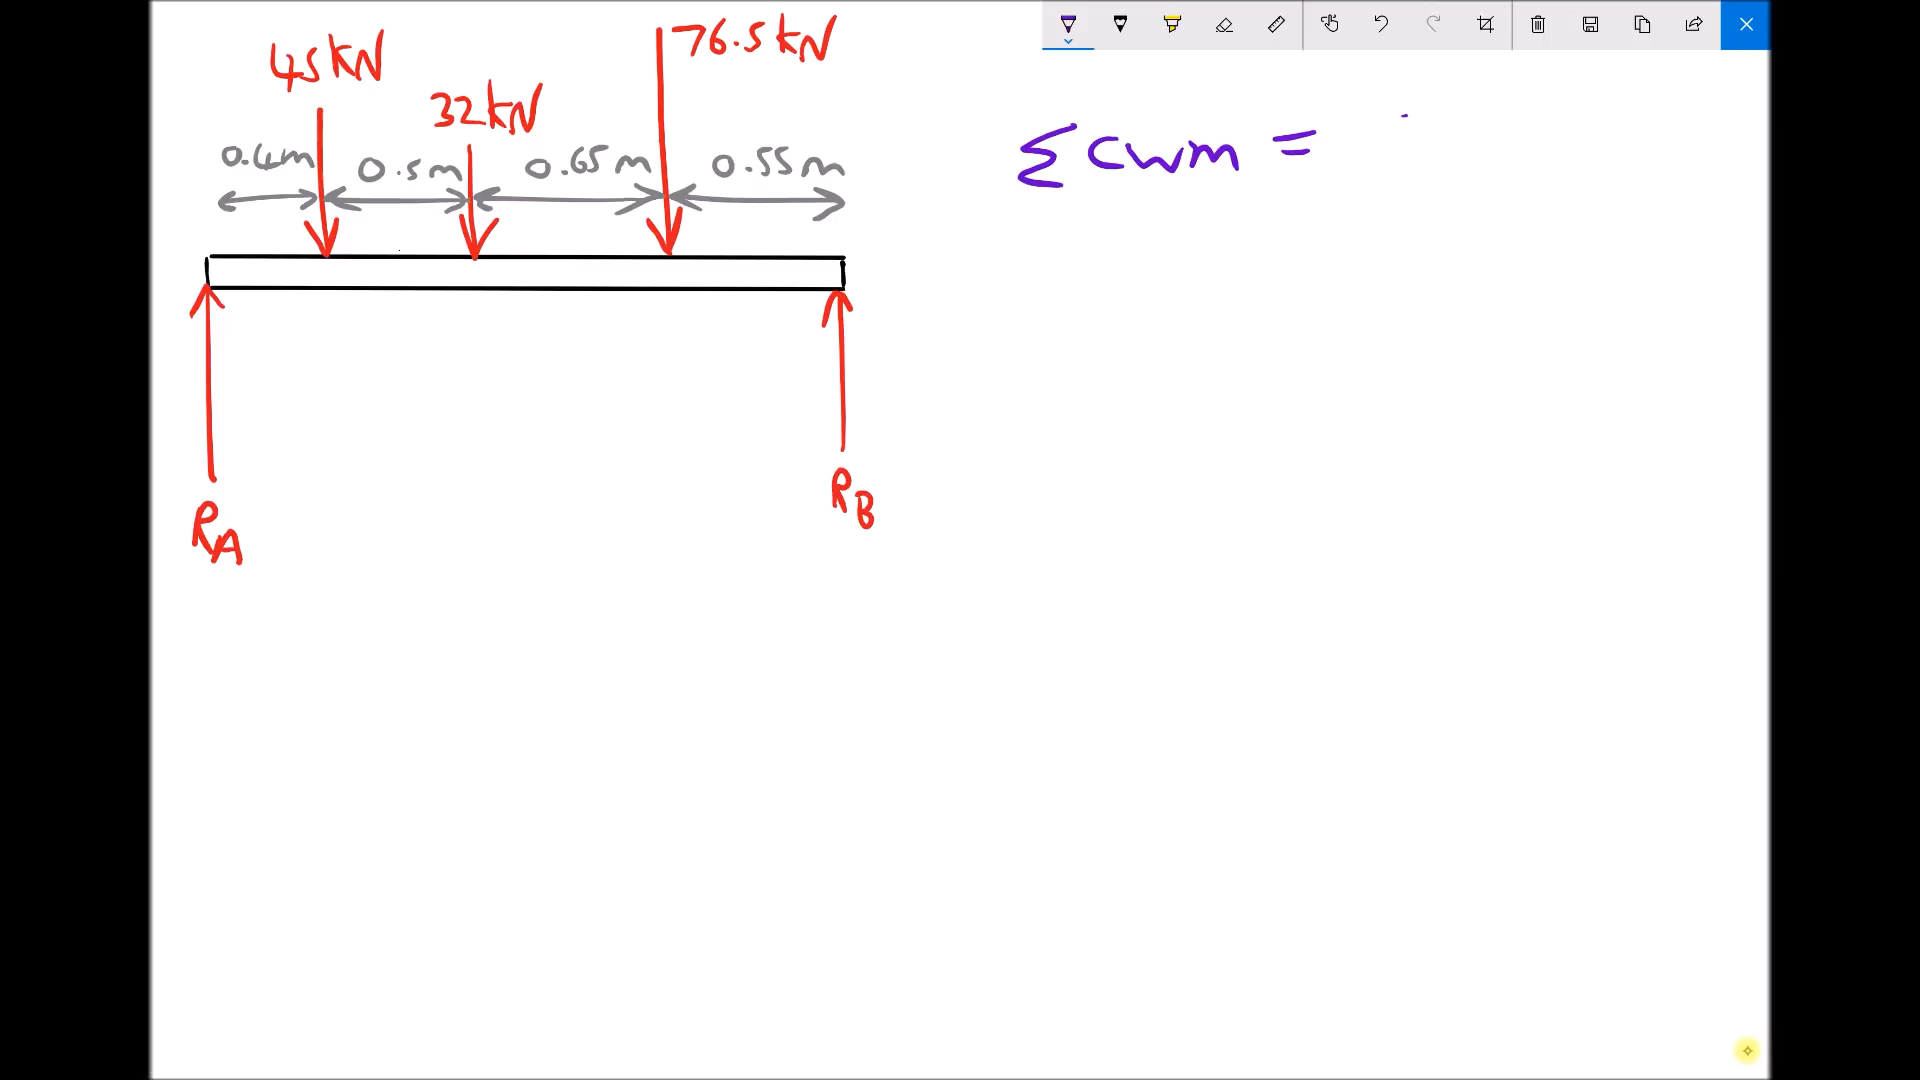 45kN
32kN
76.5kN
0.4m
0.5m
0.65m
0.55m
ΣCWM =
RA
RB